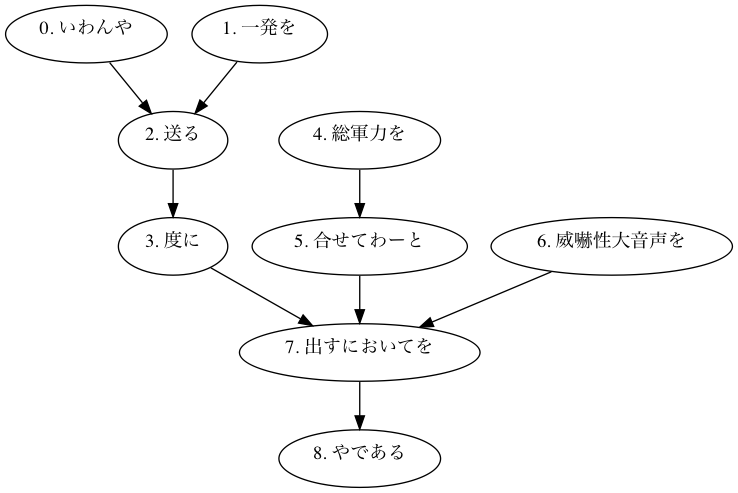 0. いわんや
1. 一発を
2. 送る
4. 総軍力を
3. 度に
5. 合せてわーと
6. 威嚇性大音声を
7. 出すにおいてを
8. やである